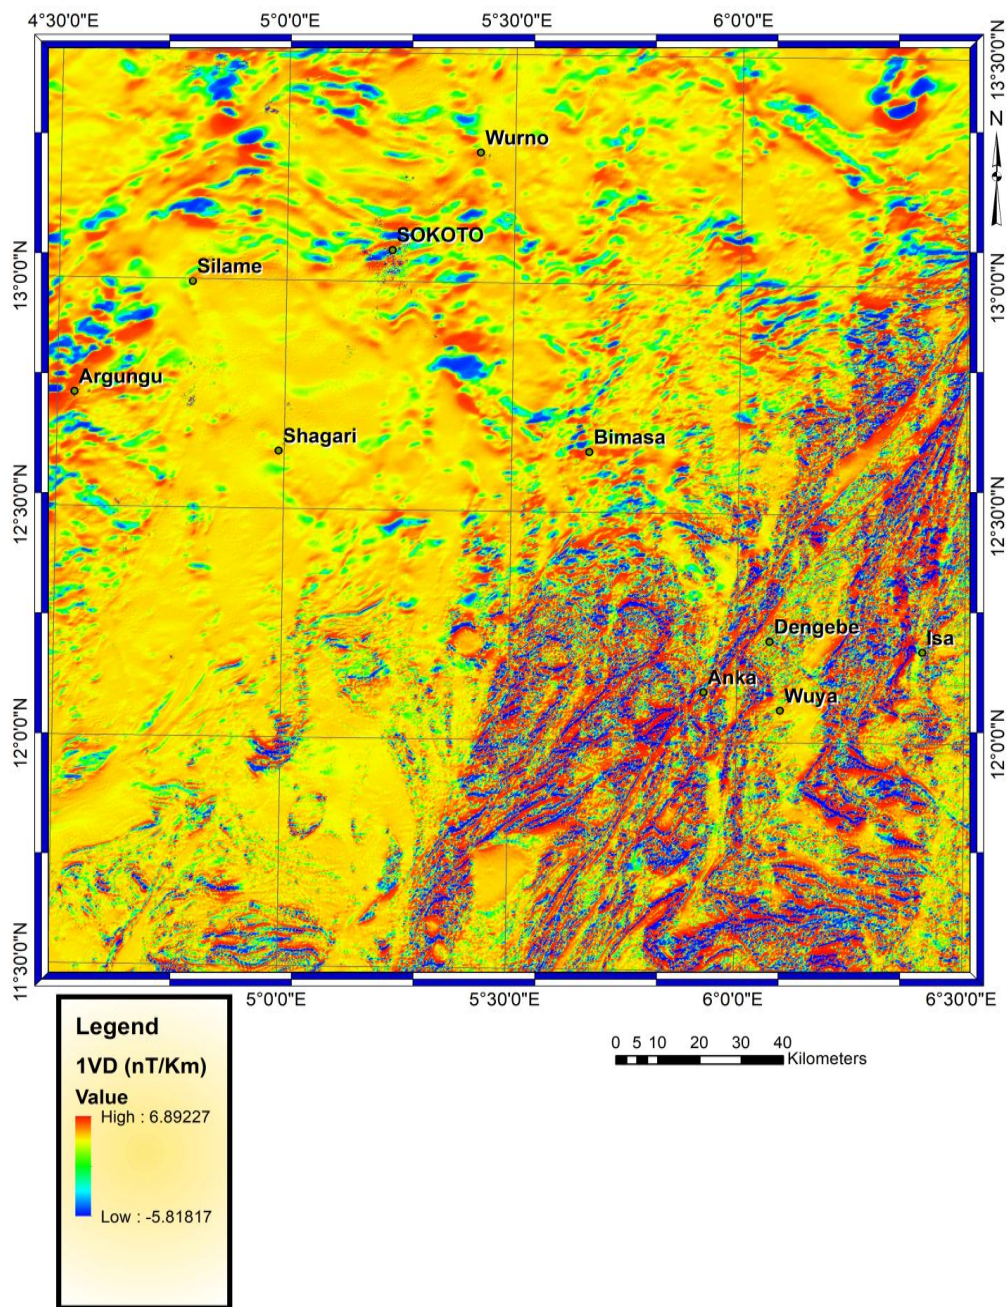 4°30'0"E
5°0'0"E
5°30'0"E
6°0'0"E
13°30'0"N
N
Wurno
SOKOTO
Silame
13°0'0"N
13°0'0"N
Argungu
Shagari
Bimasa
12°30'0"N
12°30'0"N
Dengebe
Isa
Anka
Wuya
12°0'0"N
12°0'0"N
11°30'0"N
5°0'0"E
5°30'0"E
6°0'0"E
6°30'0"E
Legend
1VD (nT/Km)
Value
High : 6.89227
Low : -5.81817
0 5 10 20 30 40
Kilometers